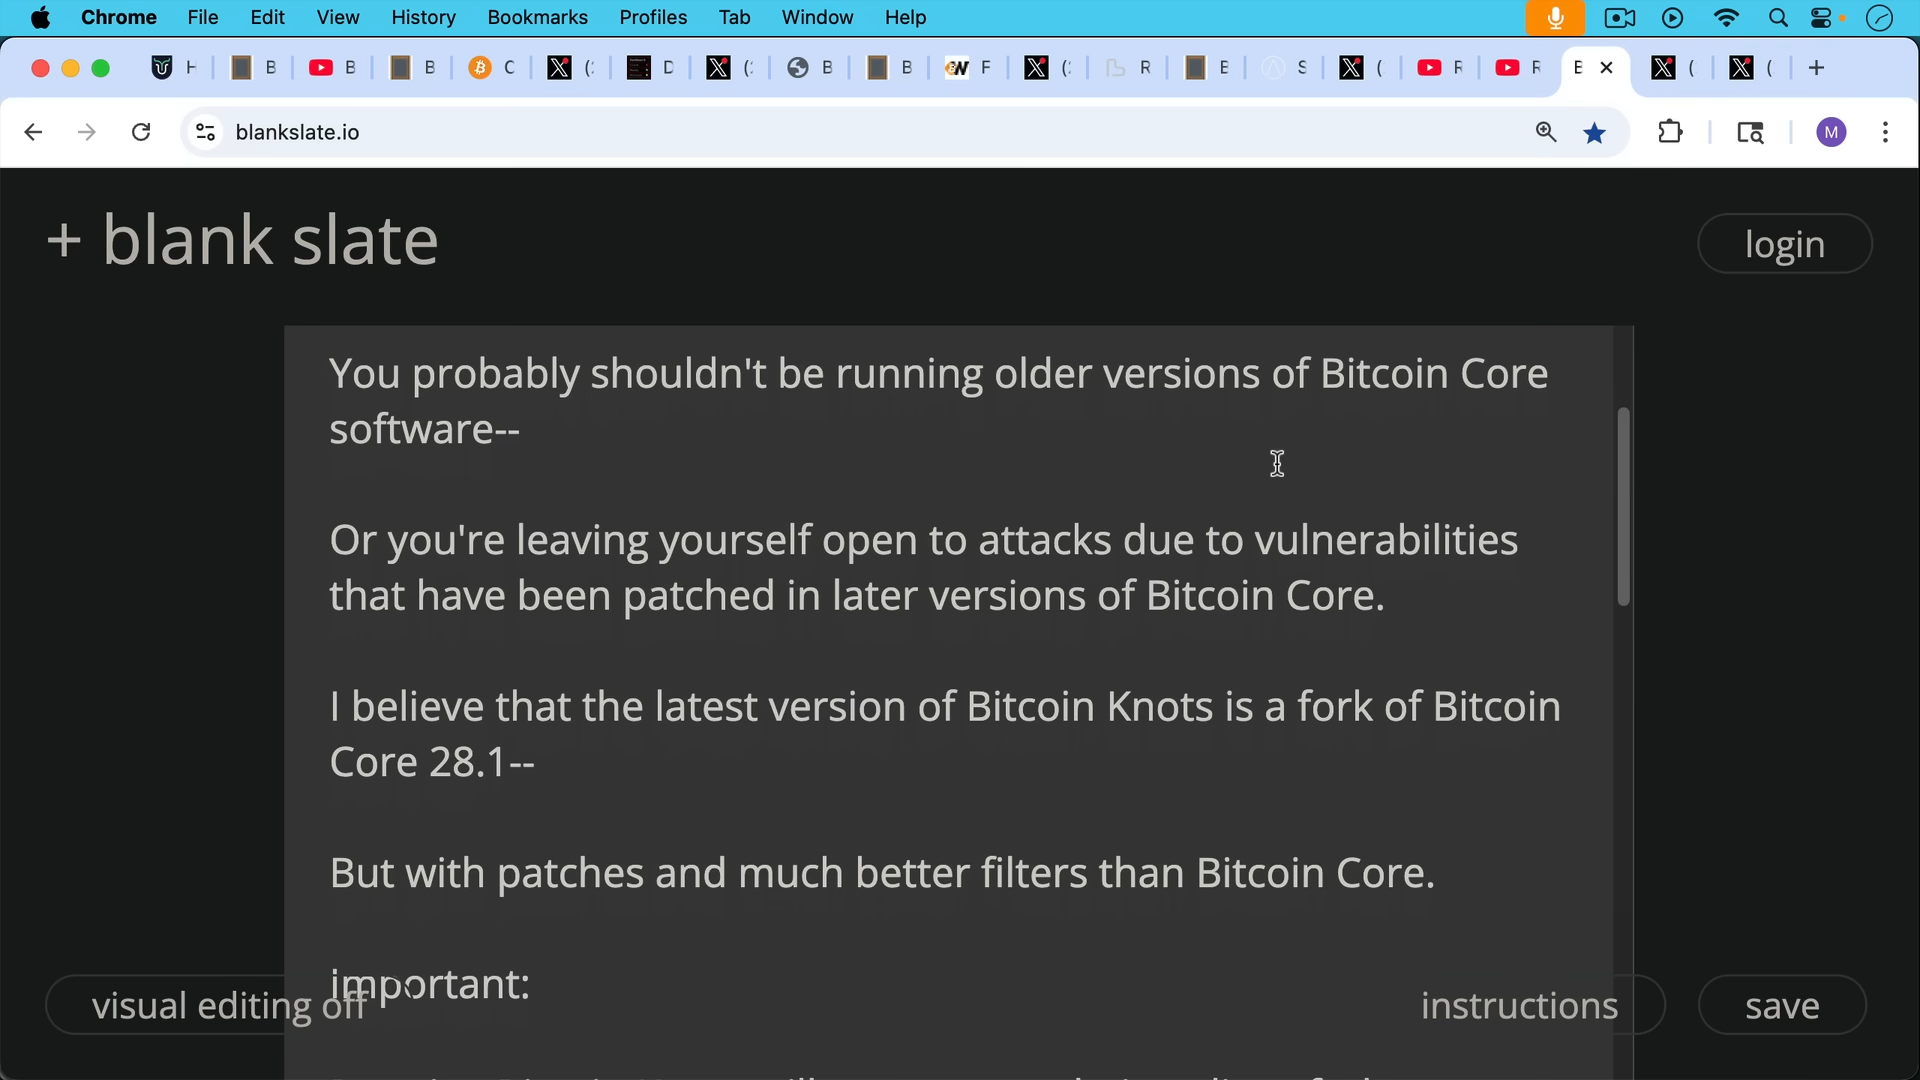 Chrome File Edit View History Bookmarks Profiles Tab Window Help
H B B B C ( D ( B B F ( R B S ( R R B ( (
blankslate.io
M
+ blank slate
login
You probably shouldn't be running older versions of Bitcoin Core
software--
Or you're leaving yourself open to attacks due to vulnerabilities
that have been patched in later versions of Bitcoin Core.
I believe that the latest version of Bitcoin Knots is a fork of Bitcoin
Core 28.1--
But with patches and much better filters than Bitcoin Core.
important:
visual editing off
instructions
save